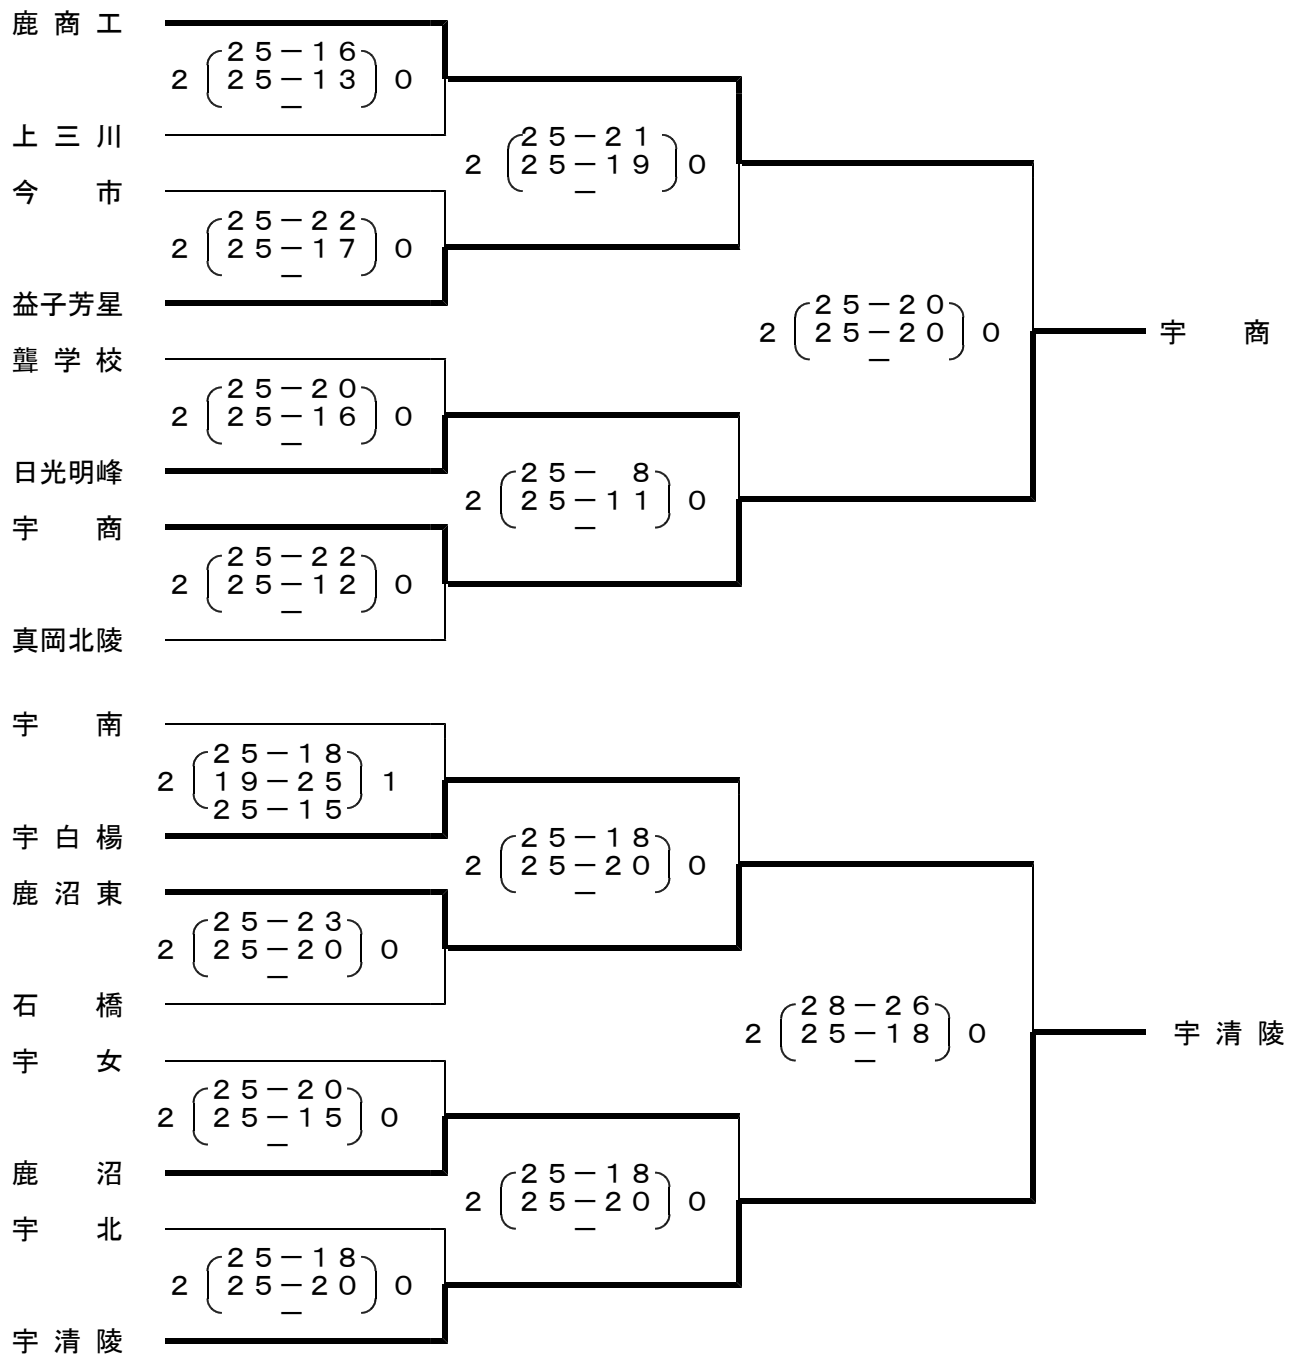 鹿商工
2 25－16 0
25－13
－
上三川
2 25－21 0
25－19
－
今市
2 25－22 0
25－17
－
益子芳星
2 25－20 0
25－20
－
宇商
聾学校
2 25－20 0
25－16
－
日光明峰
2 25－8 0
25－11
－
宇商
2 25－22 0
25－12
－
真岡北陵
宇南
2 25－18 1
19－25
25－15
宇白楊
2 25－18 0
25－20
－
鹿沼東
2 25－23 0
25－20
－
石橋
2 28－26 0
25－18
－
宇清陵
宇女
2 25－20 0
25－15
－
鹿沼
2 25－18 0
25－20
－
宇北
2 25－18 0
25－20
－
宇清陵